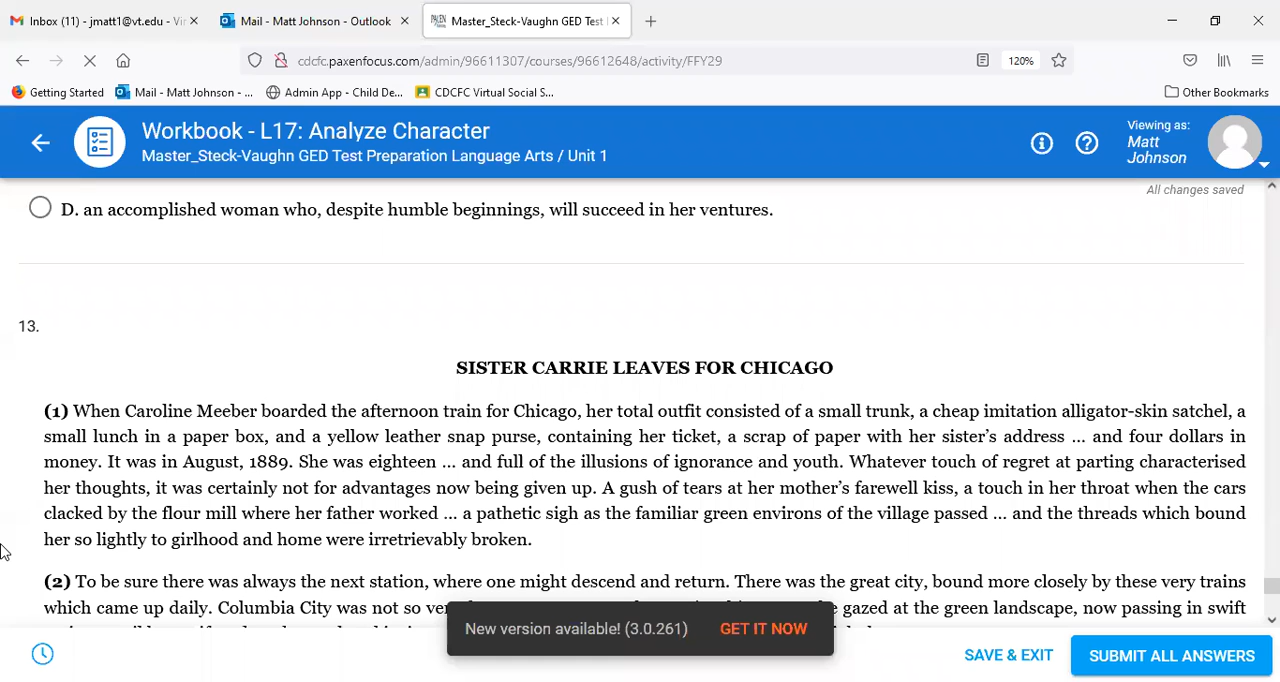 Inbox (11) - jmatt1@vt.edu - Vir
Mail - Matt Johnson - Outlook
Master_Steck-Vaughn GED Test
cdcfc.paxenfocus.com/admin/96611307/courses/96612648/activity/FFY29
120%
Getting Started
Mail - Matt Johnson - ...
Admin App - Child De...
CDCFC Virtual Social S...
Other Bookmarks
Workbook - L17: Analyze Character
Master_Steck-Vaughn GED Test Preparation Language Arts / Unit 1
Viewing as:
Matt
Johnson
All changes saved
D. an accomplished woman who, despite humble beginnings, will succeed in her ventures.
13.
SISTER CARRIE LEAVES FOR CHICAGO
(1) When Caroline Meeber boarded the afternoon train for Chicago, her total outfit consisted of a small trunk, a cheap imitation alligator-skin satchel, a
small lunch in a paper box, and a yellow leather snap purse, containing her ticket, a scrap of paper with her sister's address ... and four dollars in
money. It was in August, 1889. She was eighteen ... and full of the illusions of ignorance and youth. Whatever touch of regret at parting characterised
her thoughts, it was certainly not for advantages now being given up. A gush of tears at her mother's farewell kiss, a touch in her throat when the cars
clacked by the flour mill where her father worked ... a pathetic sigh as the familiar green environs of the village passed ... and the threads which bound
her so lightly to girlhood and home were irretrievably broken.
(2) To be sure there was always the next station, where one might descend and return. There was the great city, bound more closely by these very trains
which came up daily. Columbia City was not so gazed at the green landscape, now passing in swift
New version available! (3.0.261)
GET IT NOW
SAVE & EXIT
SUBMIT ALL ANSWERS